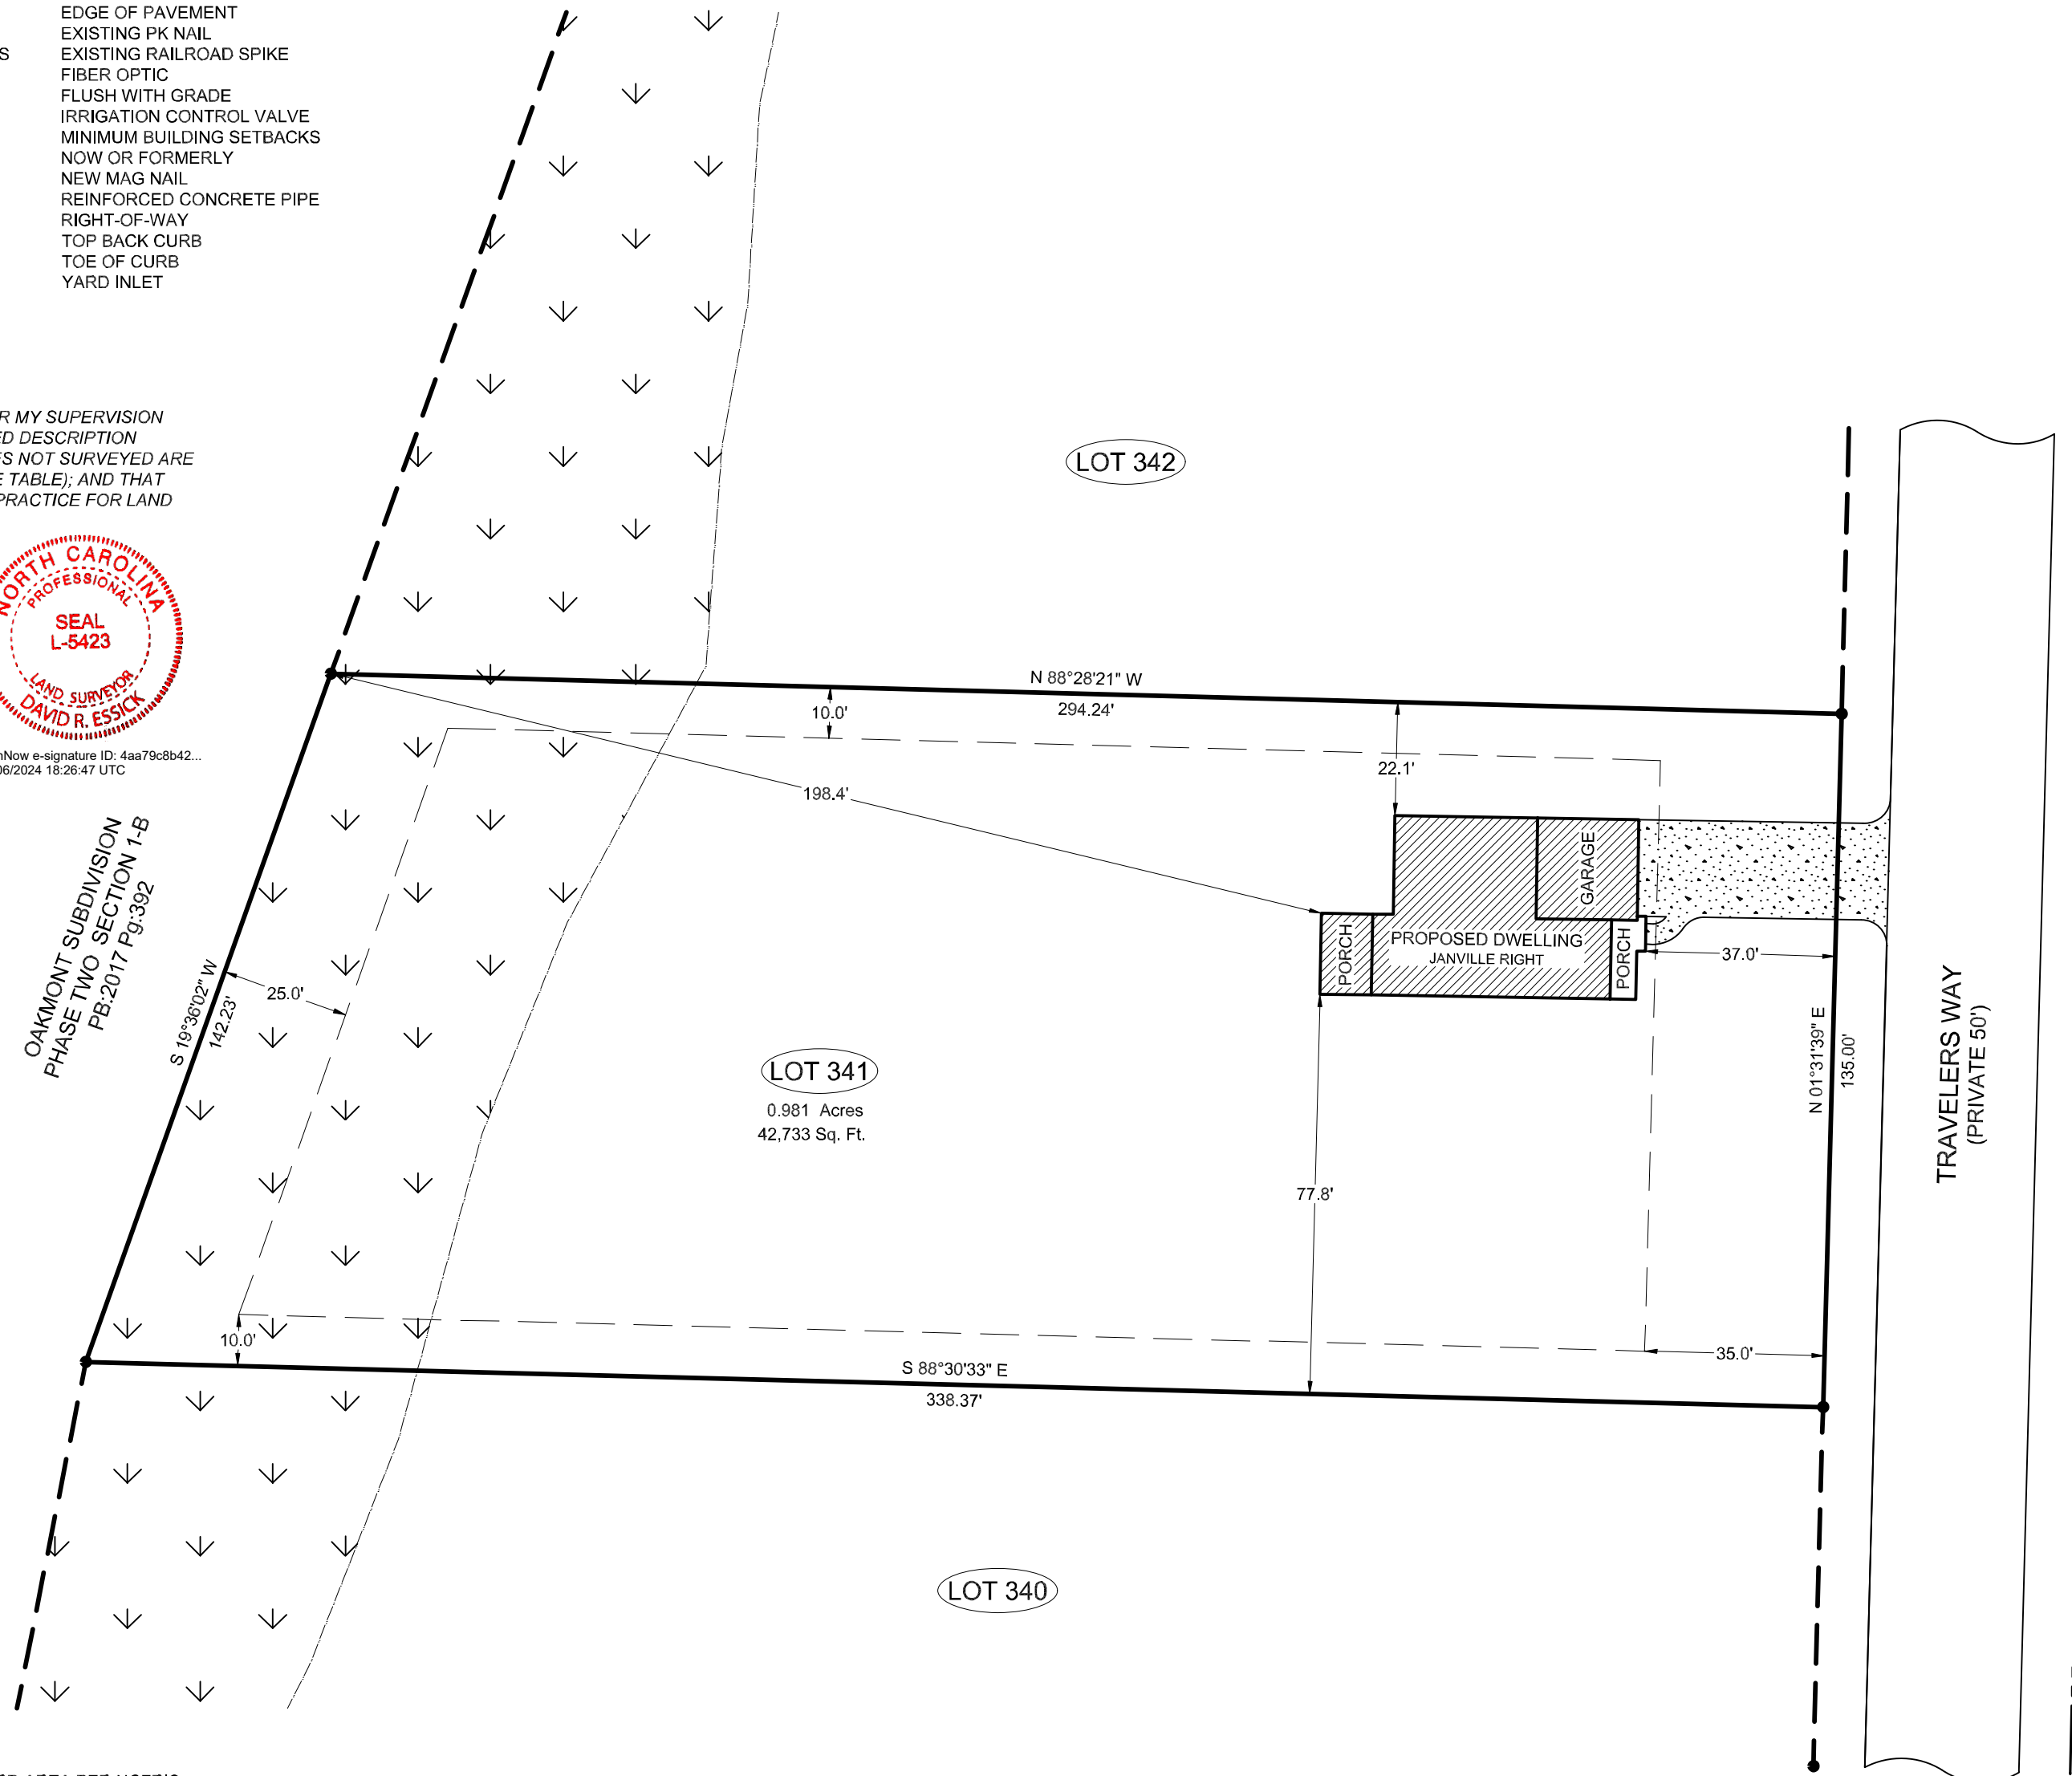 EDGE OF PAVEMENT
EXISTING PK NAIL
S EXISTING RAILROAD SPIKE
FIBER OPTIC
FLUSH WITH GRADE
IRRIGATION CONTROL VALVE
MINIMUM BUILDING SETBACKS
NOW OR FORMERLY
NEW MAG NAIL
REINFORCED CONCRETE PIPE
RIGHT-OF-WAY
TOP BACK CURB
TOE OF CURB
YARD INLET
R MY SUPERVISION
ED DESCRIPTION
ES NOT SURVEYED ARE
E TABLE); AND THAT
PRACTICE FOR LAND
NORTH CAROLINA
PROFESSIONAL
SEAL
L-5423
LAND SURVEYOR
DAVID R. ESSICK
nNow e-signature ID: 4aa79c8b42...
06/2024 18:26:47 UTC
OAKMONT SUBDIVISION
PHASE TWO SECTION 1-B
PB:2017 Pg:392
LOT 342
N 88°28'21" W
294.24'
10.0'
22.1'
198.4'
GARAGE
PORCH
PROPOSED DWELLING
JANVILLE RIGHT
PORCH
37.0'
S 19°36'02" W
142.23'
25.0'
LOT 341
0.981 Acres
42,733 Sq. Ft.
77.8'
N 01°31'39" E
135.00'
TRAVELERS WAY
(PRIVATE 50')
10.0'
35.0'
S 88°30'33" E
338.37'
LOT 340